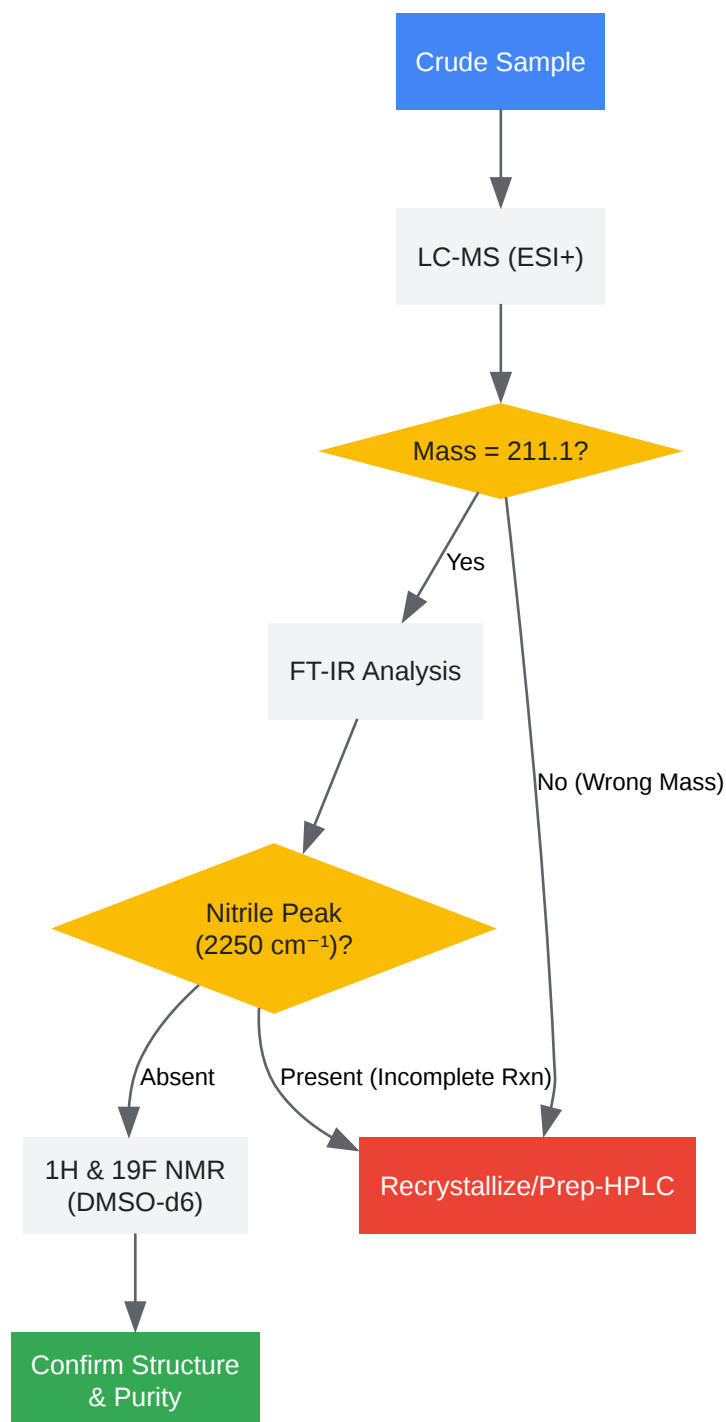 Crude Sample
LC-MS (ESI+)
Mass = 211.1?
Yes
FT-IR Analysis
No (Wrong Mass)
Nitrile Peak
(2250 cm⁻¹)?
Absent
Present (Incomplete Rxn)
1H & 19F NMR
(DMSO-d6)
Recrystallize/Prep-HPLC
Confirm Structure
& Purity